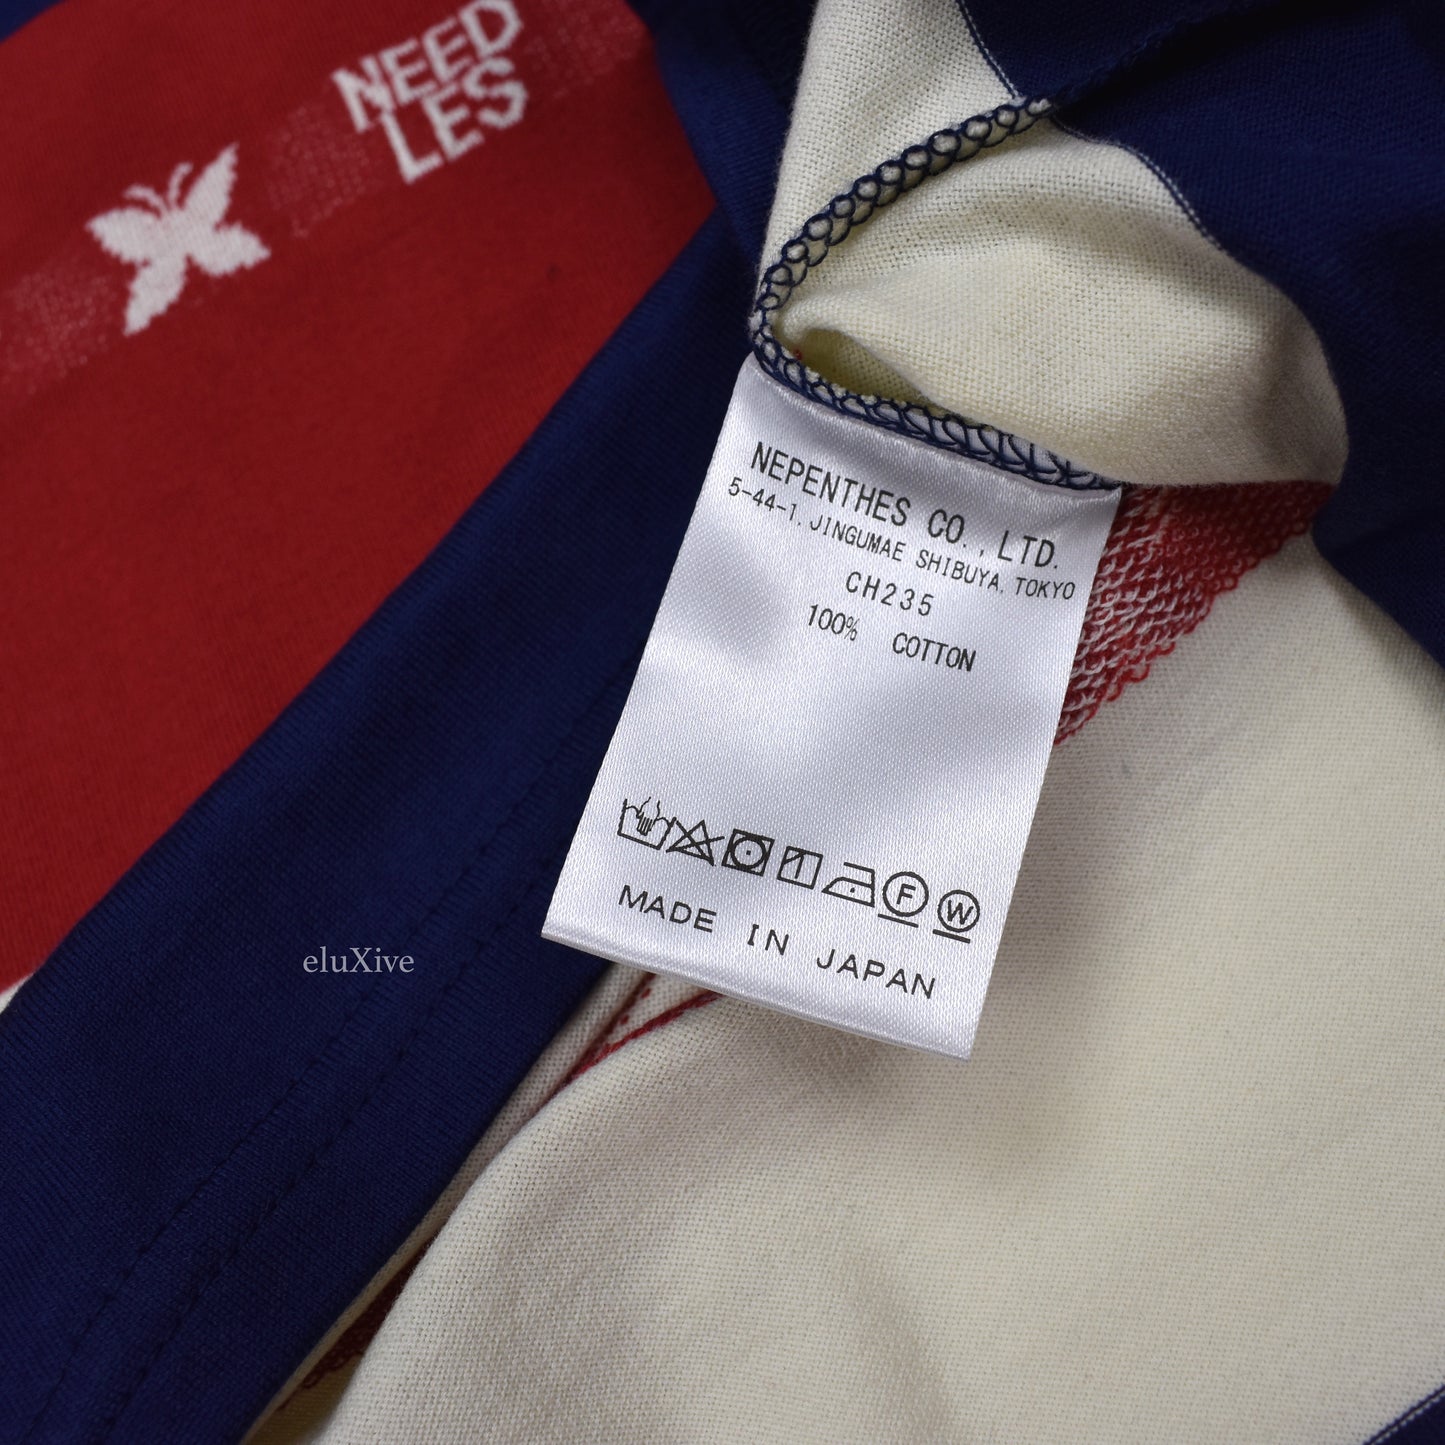 NEED
LES
NEPENTHES CO.,LTD.
5-44-1, JINGUMAE SHIBUYA, TOKYO
CH235
100% COTTON
F W
MADE IN JAPAN
eluXive